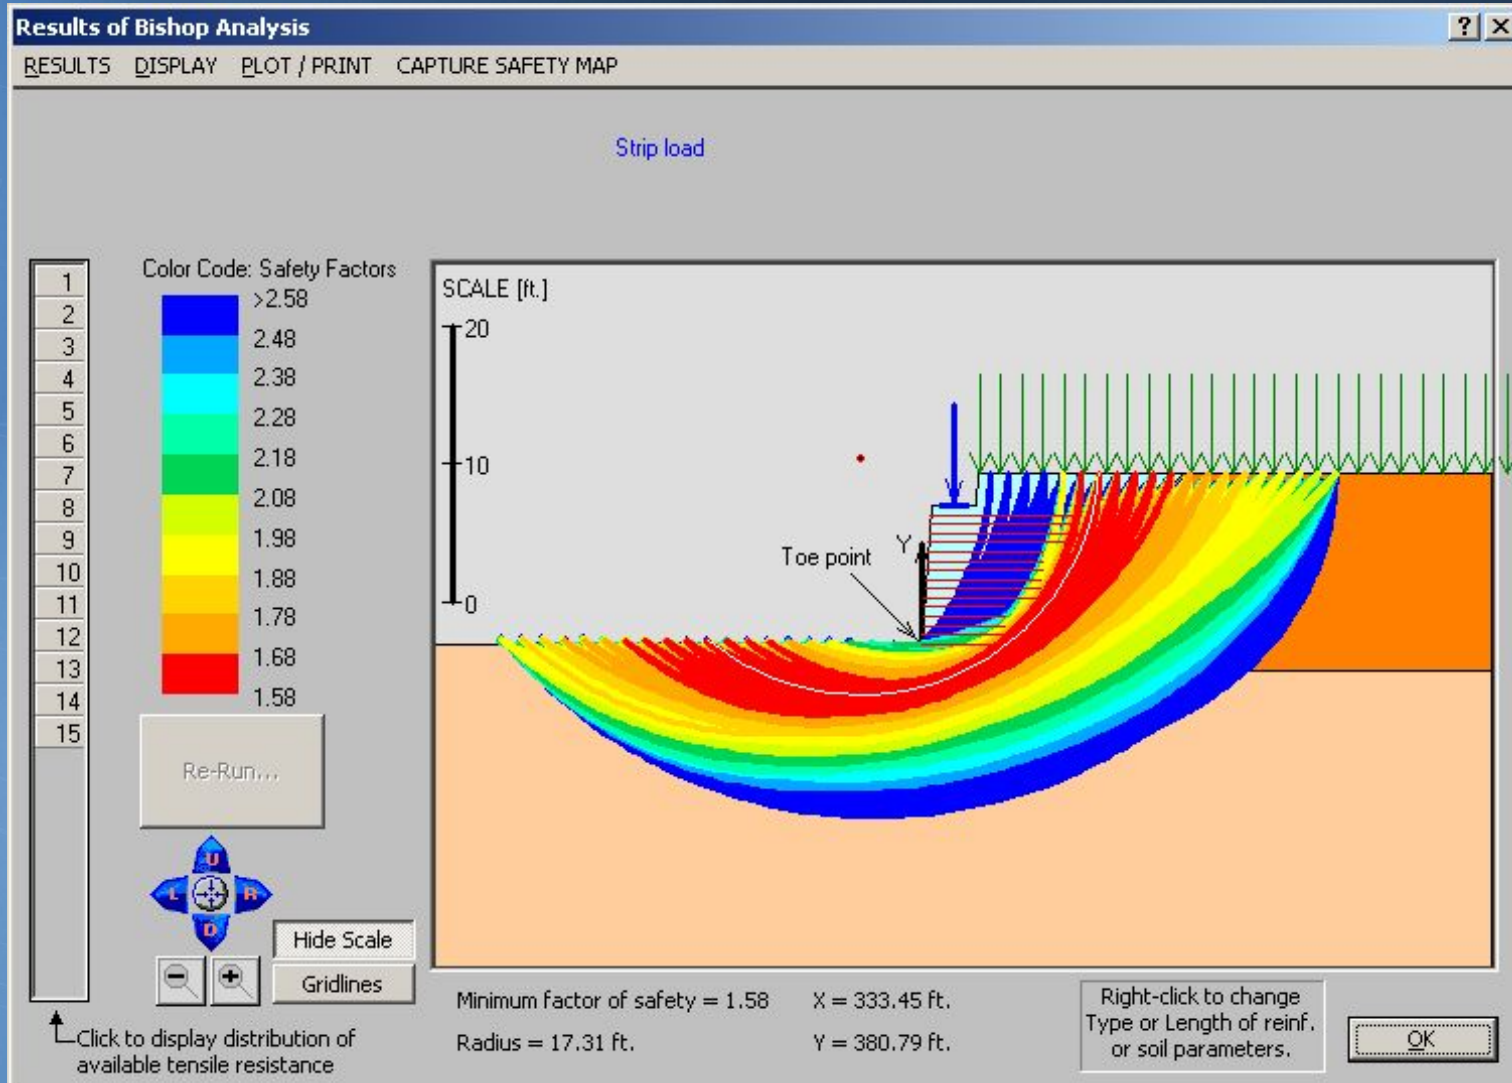 Results of Bishop Analysis
?
RESULTS DISPLAY PLOT / PRINT CAPTURE SAFETY MAP
Strip load
1
2
3
4
5
6
7
8
9
10
11
12
13
14
15
Color Code: Safety Factors
>2.58
2.48
2.38
2.28
2.18
2.08
1.98
1.88
1.78
1.68
1.58
Re-Run...
U
L
R
D
Hide Scale
Gridlines
Click to display distribution of
available tensile resistance
SCALE [ft.]
20
10
0
Toe point
Y
Minimum factor of safety = 1.58 X = 333.45 ft.
Radius = 17.31 ft. Y = 380.79 ft.
Right-click to change
Type or Length of reinf.
or soil parameters.
OK